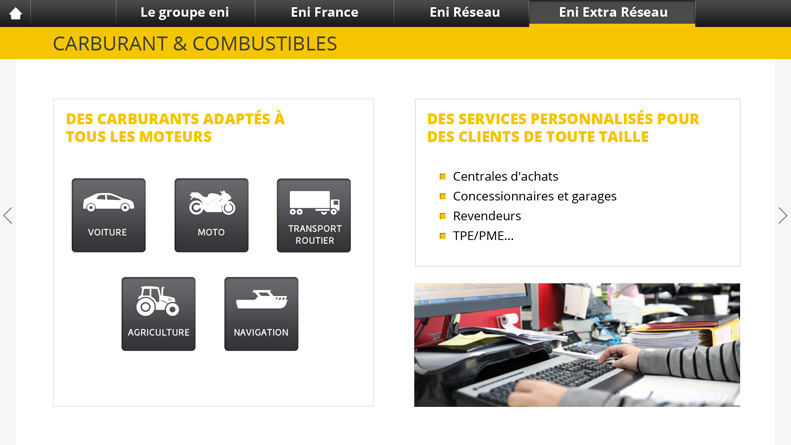 Le groupe eni
Eni France
Eni Réseau
Eni Extra Réseau
CARBURANT & COMBUSTIBLES
DES CARBURANTS ADAPTÉS À
TOUS LES MOTEURS
VOITURE
MOTO
TRANSPORT
ROUTIER
AGRICULTURE
NAVIGATION
DES SERVICES PERSONNALISÉS POUR
DES CLIENTS DE TOUTE TAILLE
Centrales d'achats
Concessionnaires et garages
Revendeurs
TPE/PME...